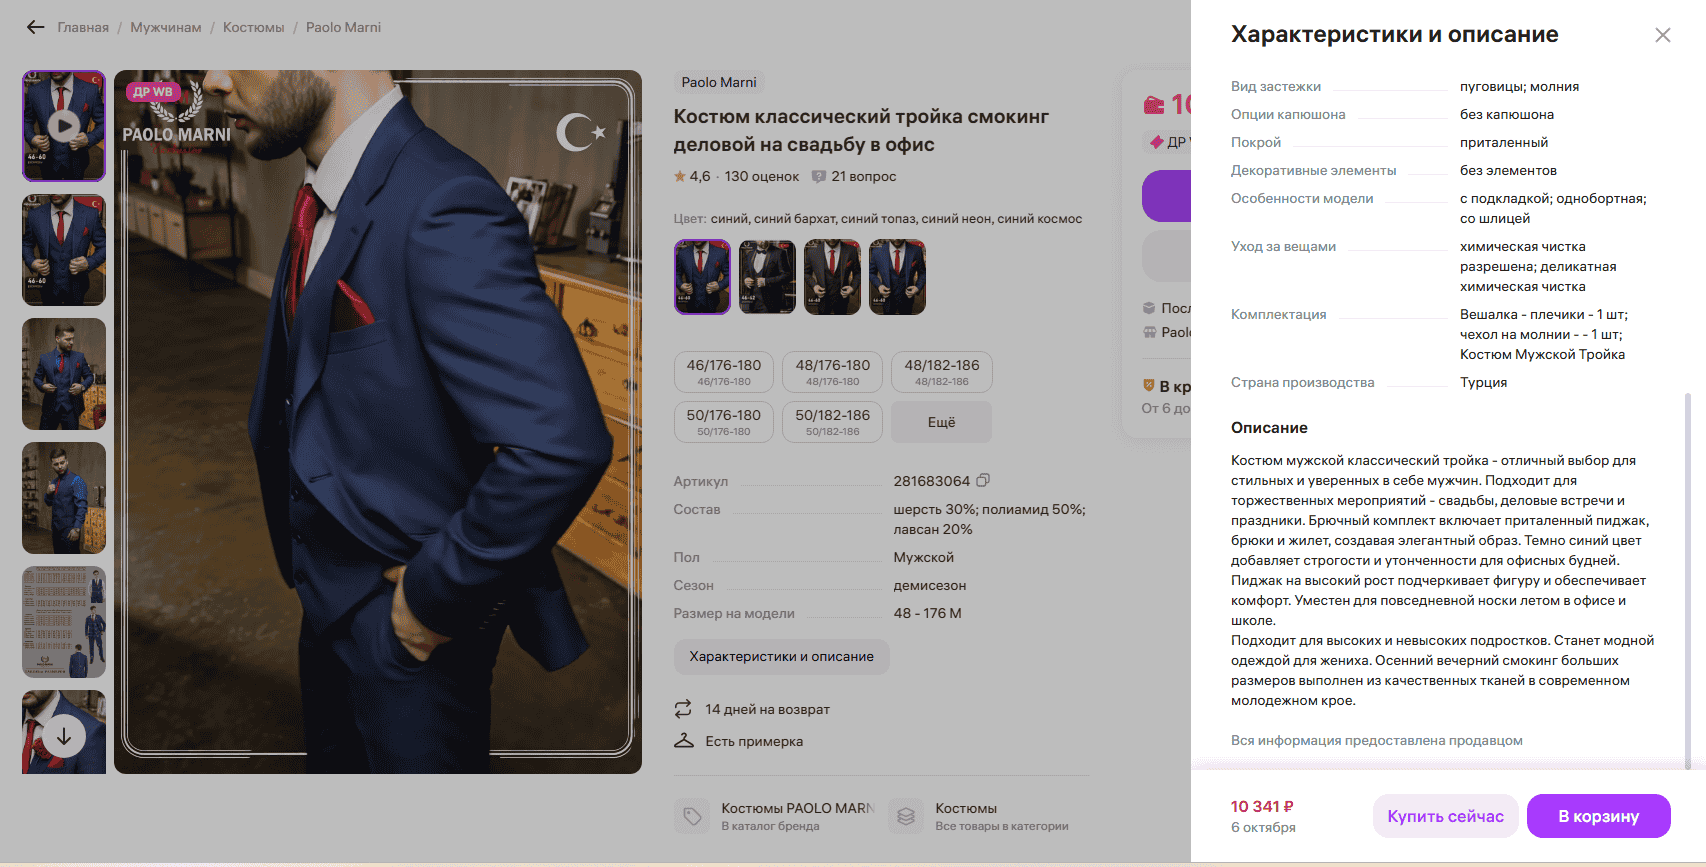 Главная / Мужчинам / Костюмы / Paolo Marni
ДР WB
PAOLO MARNI
46-60
Paolo Marni
Костюм классический тройка смокинг
деловой на свадьбу в офис
4,6 · 130 оценок
21 вопрос
Цвет: синий, синий бархат, синий топаз, синий неон, синий космос
46/176-180
46/176-180
48/176-180
48/176-180
48/182-186
48/182-186
50/176-180
50/176-180
50/182-186
50/182-186
Ещё
Артикул 281683064
Состав шерсть 30%; полиамид 50%;
лавсан 20%
Пол Мужской
Сезон демисезон
Размер на модели 48 - 176 М
Характеристики и описание
14 дней на возврат
Есть примерка
Костюмы PAOLO MARN
В каталог бренда
Костюмы
Все товары в категории
10
ДР
Посл
Paolo
В кр
От 6 до
Характеристики и описание
Вид застежки пуговицы; молния
Опции капюшона без капюшона
Покрой приталенный
Декоративные элементы без элементов
Особенности модели с подкладкой; однобортная;
со шлицей
Уход за вещами химическая чистка
разрешена; деликатная
химическая чистка
Комплектация Вешалка - плечики - 1 шт;
чехол на молнии - - 1 шт;
Костюм Мужской Тройка
Страна производства Турция
Описание
Костюм мужской классический тройка - отличный выбор для
стильных и уверенных в себе мужчин. Подходит для
торжественных мероприятий - свадьбы, деловые встречи и
праздники. Брючный комплект включает приталенный пиджак,
брюки и жилет, создавая элегантный образ. Темно синий цвет
добавляет строгости и утонченности для офисных будней.
Пиджак на высокий рост подчеркивает фигуру и обеспечивает
комфорт. Уместен для повседневной носки летом в офисе и
школе.
Подходит для высоких и невысоких подростков. Станет модной
одеждой для жениха. Осенний вечерний смокинг больших
размеров выполнен из качественных тканей в современном
молодежном крое.
Вся информация предоставлена продавцом
10 341 ₽
6 октября
Купить сейчас
В корзину